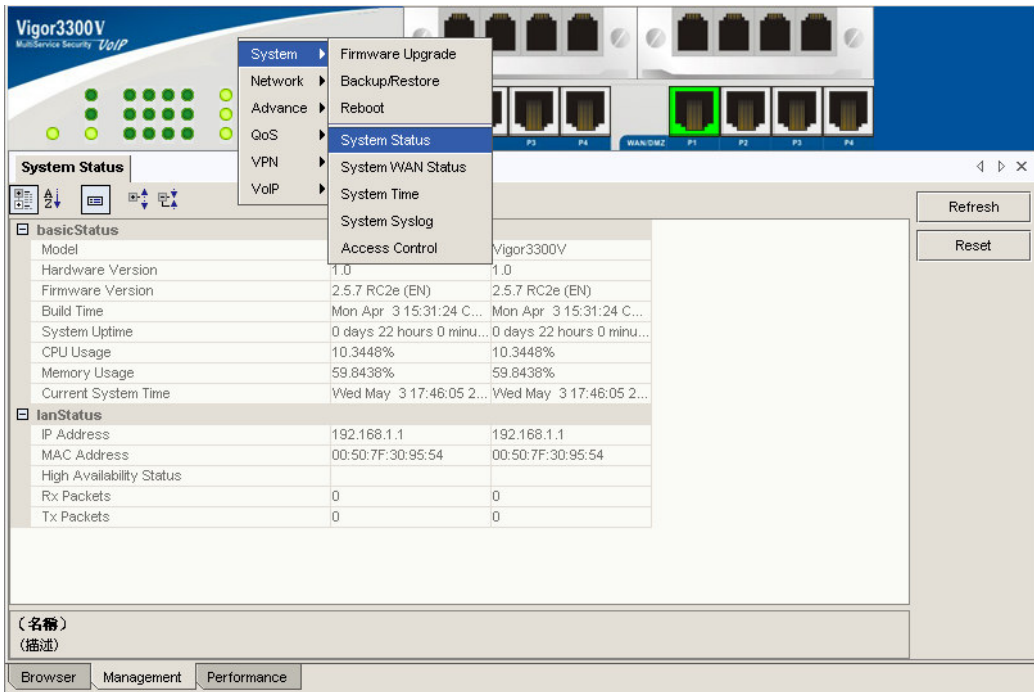 Vigor3300V
MultiService Security VoIP
System
Network
Advance
QoS
VPN
VoIP
Firmware Upgrade
Backup/Restore
Reboot
System Status
System WAN Status
System Time
System Syslog
Access Control
P3 P4 WAN/DMZ P1 P2 P3 P4
System Status
Refresh
Reset
basicStatus
Model Vigor3300V
Hardware Version 1.0 1.0
Firmware Version 2.5.7 RC2e (EN) 2.5.7 RC2e (EN)
Build Time Mon Apr 3 15:31:24 C... Mon Apr 3 15:31:24 C...
System Uptime 0 days 22 hours 0 minu... 0 days 22 hours 0 minu...
CPU Usage 10.3448% 10.3448%
Memory Usage 59.8438% 59.8438%
Current System Time Wed May 3 17:46:05 2... Wed May 3 17:46:05 2...
lanStatus
IP Address 192.168.1.1 192.168.1.1
MAC Address 00:50:7F:30:95:54 00:50:7F:30:95:54
High Availability Status
Rx Packets 0 0
Tx Packets 0 0
(名稱)
(描述)
Browser Management Performance